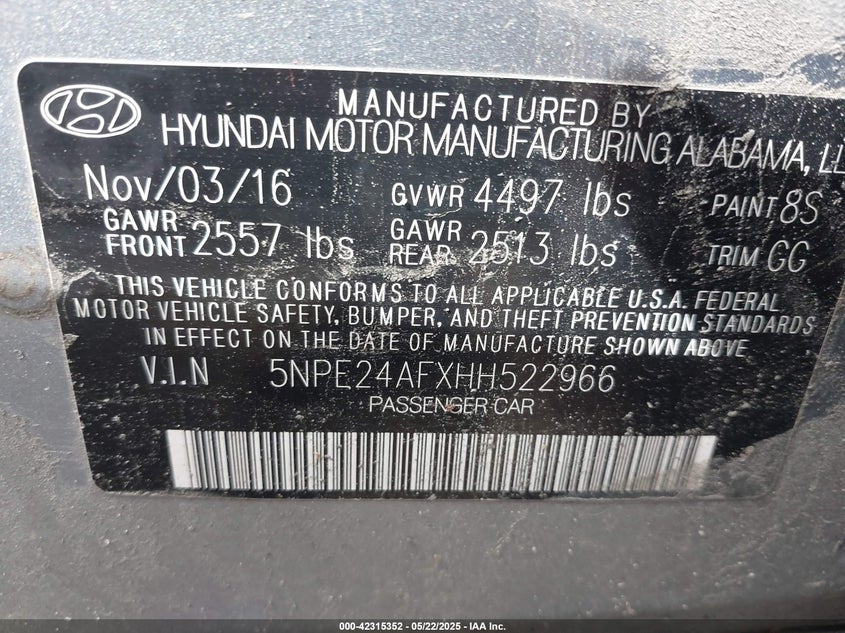 MANUFACTURED BY
HYUNDAI MOTOR MANUFACTURING ALABAMA, LL
Nov/03/16 GVWR 4497 lbs PAINT 8S
GAWR FRONT 2557 lbs GAWR REAR 2513 lbs TRIM GG
THIS VEHICLE CONFORMS TO ALL APPLICABLE U.S.A. FEDERAL
MOTOR VEHICLE SAFETY, BUMPER, AND THEFT PREVENTION STANDARDS
IN EFFECT ON THE DATE OF MANUFACTURE SHOWN ABOVE
V.I.N 5NPE24AFXHH522966
PASSENGER CAR
000-42315352 - 05/22/2025 - IAA Inc.